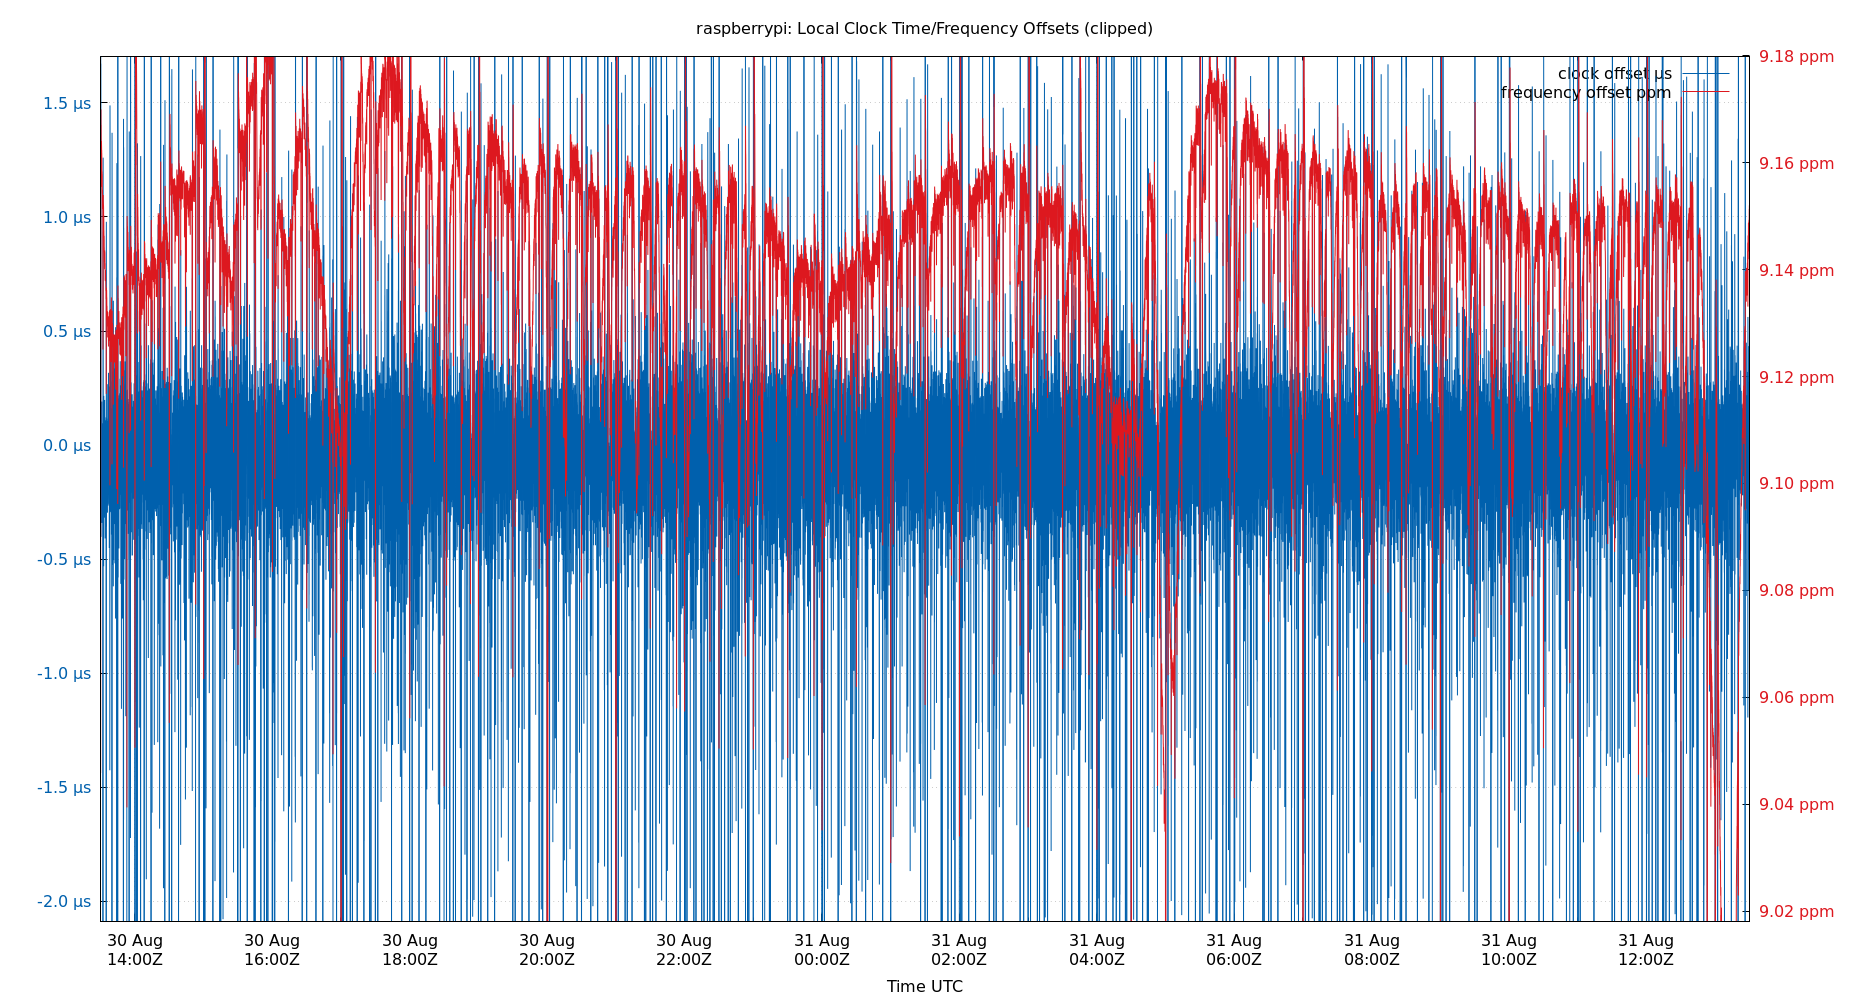 raspberrypi: Local Clock Time/Frequency Offsets (clipped)
9.18 ppm
clock offset µs
frequency offset ppm
1.5 µs
9.16 ppm
1.0 µs
9.14 ppm
0.5 µs
9.12 ppm
0.0 µs
9.10 ppm
-0.5 µs
9.08 ppm
-1.0 µs
9.06 ppm
-1.5 µs
9.04 ppm
-2.0 µs
9.02 ppm
30 Aug 30 Aug 30 Aug 30 Aug 30 Aug 31 Aug 31 Aug 31 Aug 31 Aug 31 Aug 31 Aug 31 Aug
14:00Z 16:00Z 18:00Z 20:00Z 22:00Z 00:00Z 02:00Z 04:00Z 06:00Z 08:00Z 10:00Z 12:00Z
Time UTC